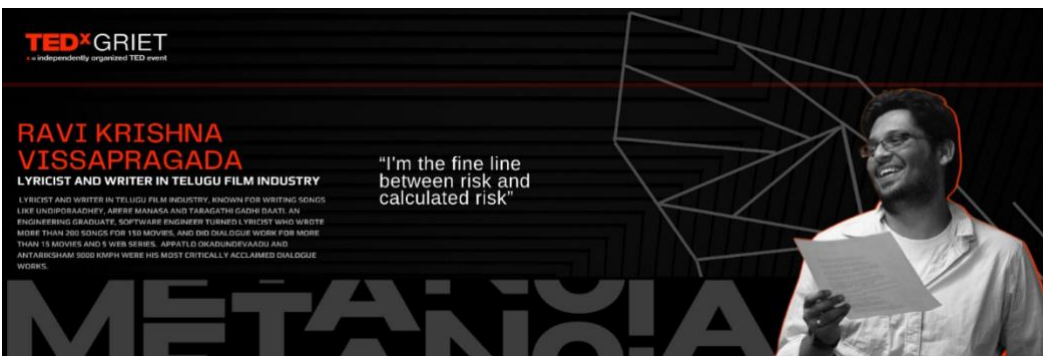 TEDxGRIET
x = independently organized TED event
RAVI KRISHNA
VISSAPRAGADA
LYRICIST AND WRITER IN TELUGU FILM INDUSTRY
LYRICIST AND WRITER IN TELUGU FILM INDUSTRY, KNOWN FOR WRITING SONGS
LIKE UNDIPORAADHEY, ARERE MANASA AND TARAGATHI GADHI DAATI. AN
ENGINEERING GRADUATE, SOFTWARE ENGINEER TURNED LYRICIST WHO WROTE
MORE THAN 200 SONGS FOR 150 MOVIES, AND DID DIALOGUE WORK FOR MORE
THAN 15 MOVIES AND 5 WEB SERIES. APPATLO OKADUNDEVAADU AND
ANTARIKSHAM 9000 KMPH WERE HIS MOST CRITICALLY ACCLAIMED DIALOGUE
WORKS.
“I'm the fine line
between risk and
calculated risk”
METANOIA
METANOIA